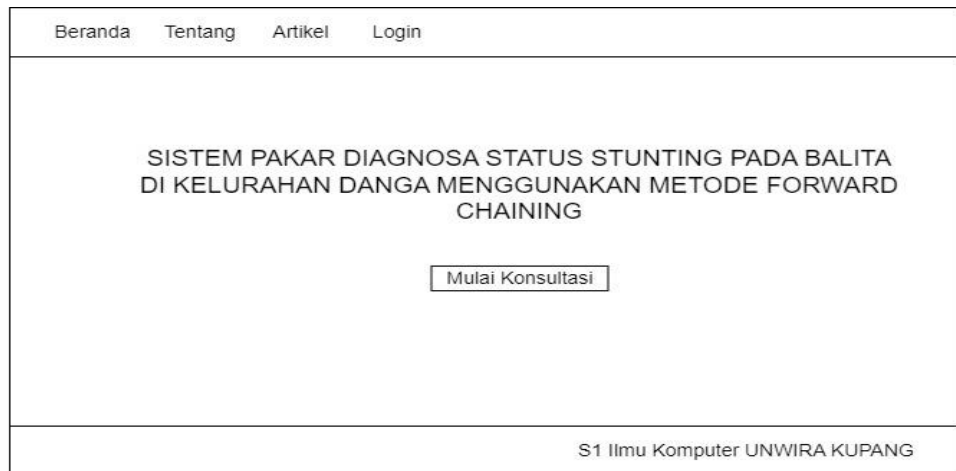 Beranda Tentang Artikel Login
SISTEM PAKAR DIAGNOSA STATUS STUNTING PADA BALITA
DI KELURAHAN DANGA MENGGUNAKAN METODE FORWARD
CHAINING
Mulai Konsultasi
S1 Ilmu Komputer UNWIRA KUPANG